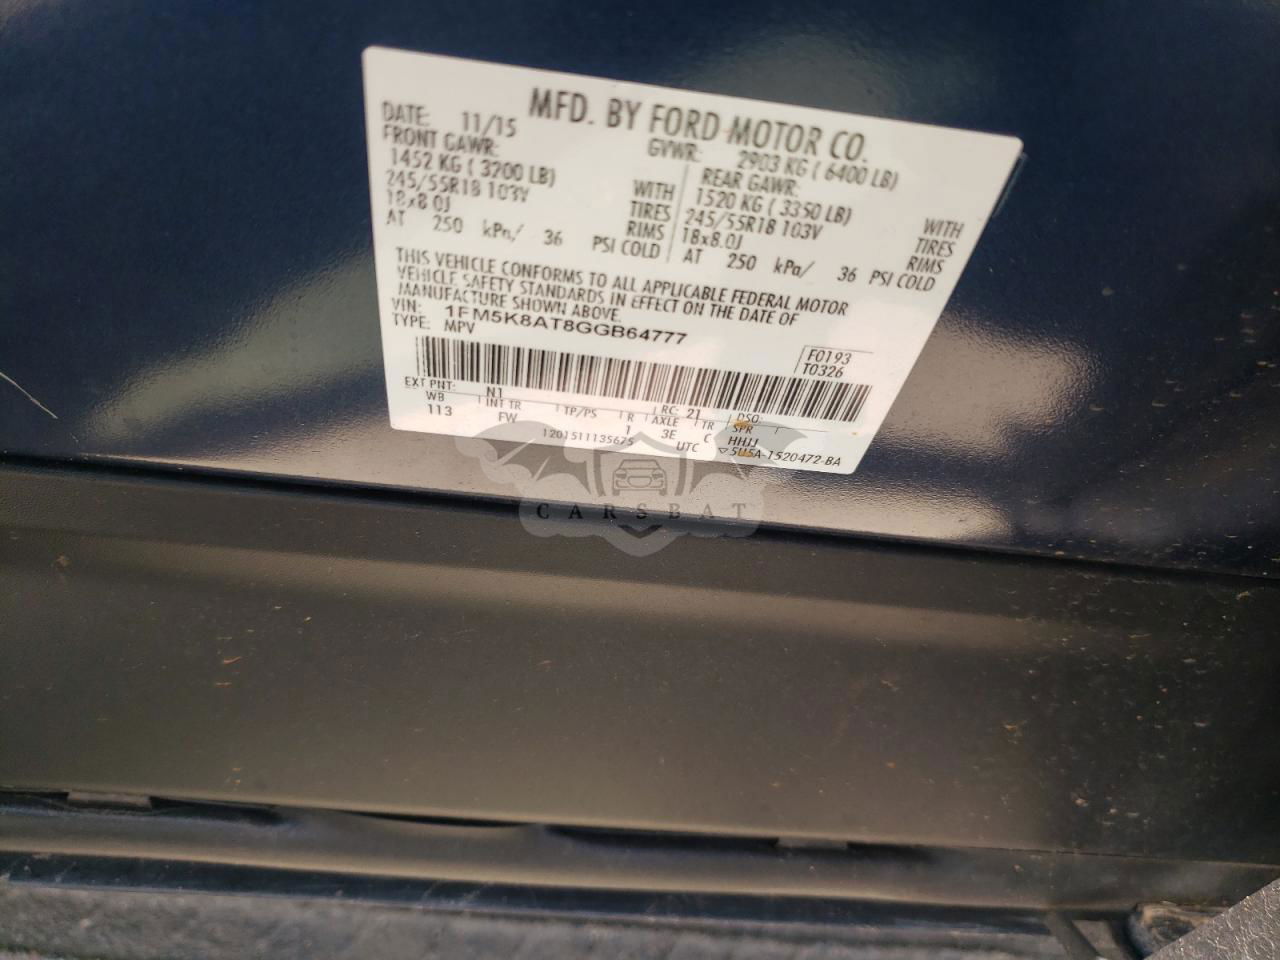 MFD. BY FORD MOTOR CO.
DATE: 11/15 GVWR: 2903 KG ( 6400 LB)
FRONT GAWR: REAR GAWR:
1452 KG ( 3200 LB) WITH 1520 KG ( 3350 LB) WITH
245/55R18 103V TIRES 245/55R18 103V TIRES
18x8.0J RIMS 18x8.0J RIMS
AT 250 kPa/ 36 PSI COLD AT 250 kPa/ 36 PSI COLD
THIS VEHICLE CONFORMS TO ALL APPLICABLE FEDERAL MOTOR
VEHICLE SAFETY STANDARDS IN EFFECT ON THE DATE OF
MANUFACTURE SHOWN ABOVE.
VIN: 1FM5K8AT8GGB64777
TYPE: MPV
F0193
T0326
EXT PNT: N1 RC: 21 DSO:
WB INT TR TP/PS R AXLE TR SPR
113 FW 1 3E C HHJJ
1201511135675 UTC ▽5U5A-1520472-BA
CARSBAT